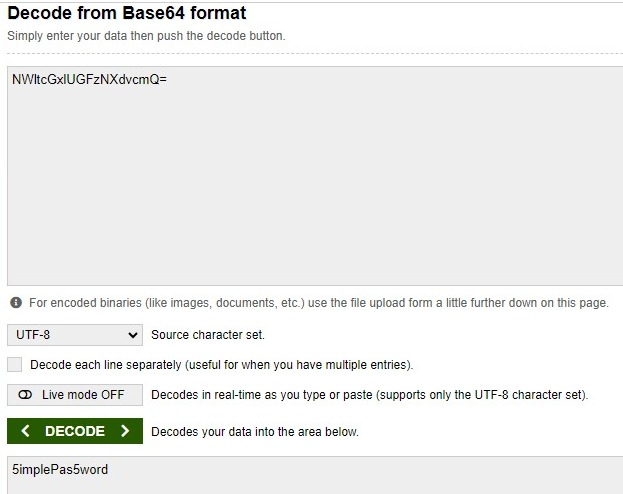 Decode from Base64 format
Simply enter your data then push the decode button.
NWltcGxlUGFzNXdvcmQ=
For encoded binaries (like images, documents, etc.) use the file upload form a little further down on this page.
UTF-8 Source character set.
Decode each line separately (useful for when you have multiple entries).
Live mode OFF Decodes in real-time as you type or paste (supports only the UTF-8 character set).
< DECODE > Decodes your data into the area below.
5implePas5word